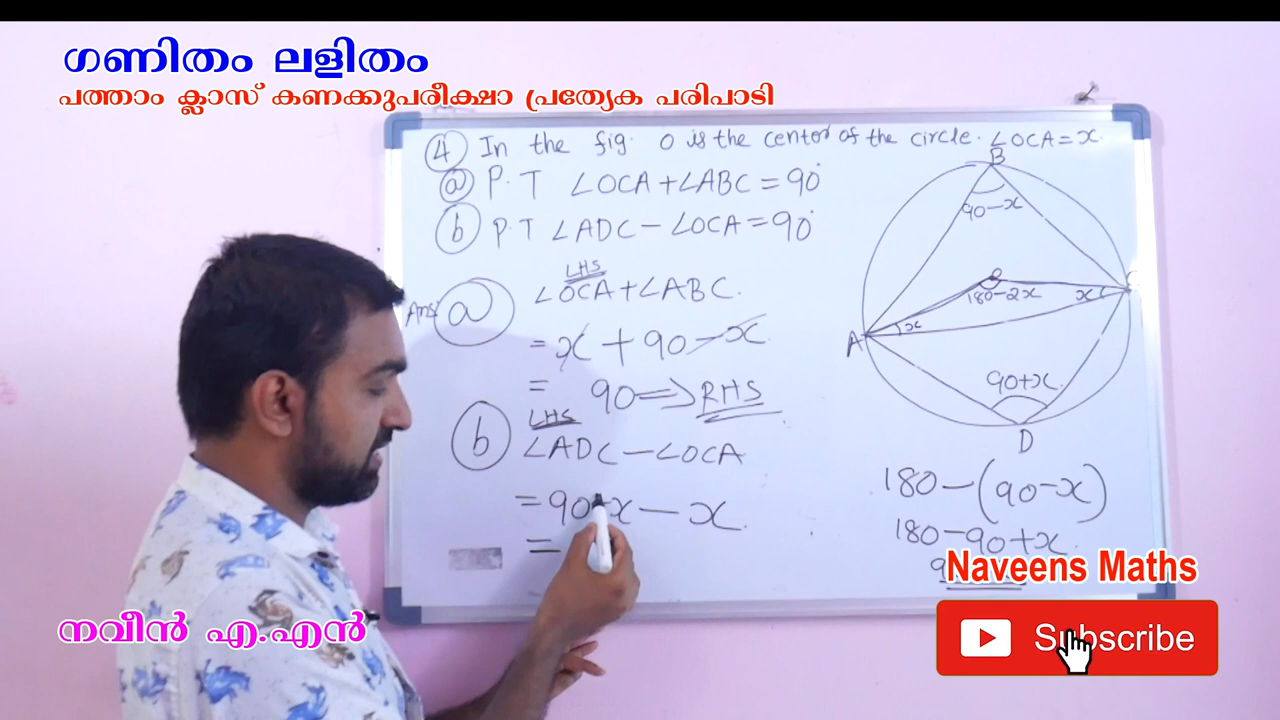 ഗണിതം ലളിതം
പത്താം ക്ലാസ് കണക്കുപരീക്ഷാ പ്രത്യേക പരിപാടി
4 In the fig. O is the center of the circle. ∠OCA = x.
a P.T ∠OCA + ∠ABC = 90°
b P.T ∠ADC - ∠OCA = 90°
LHS
Ans: a ∠OCA + ∠ABC.
= x + 90 - x
= 90 => RHS
LHS
b ∠ADC - ∠OCA
= 90 + x - x
=
B
90-x
O
180-2x
x C
A x
90+x
D
180 - (90-x)
180-90+x
Naveens Maths
Subscribe
നവീൻ എ.എൻ